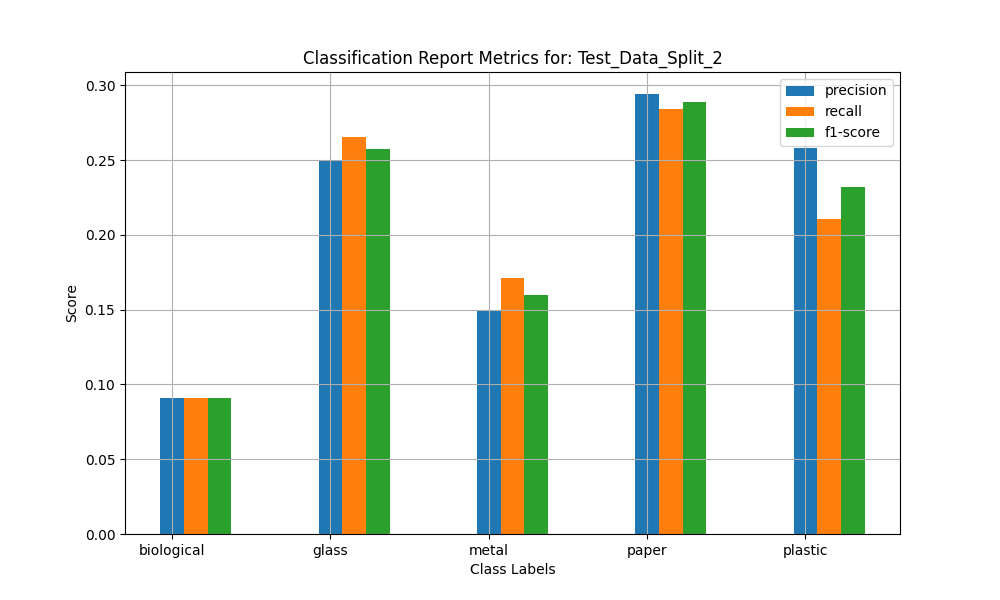 Classification Report Metrics for: Test_Data_Split_2
precision
recall
f1-score
Score
0.30
0.25
0.20
0.15
0.10
0.05
0.00
biological glass metal paper plastic
Class Labels